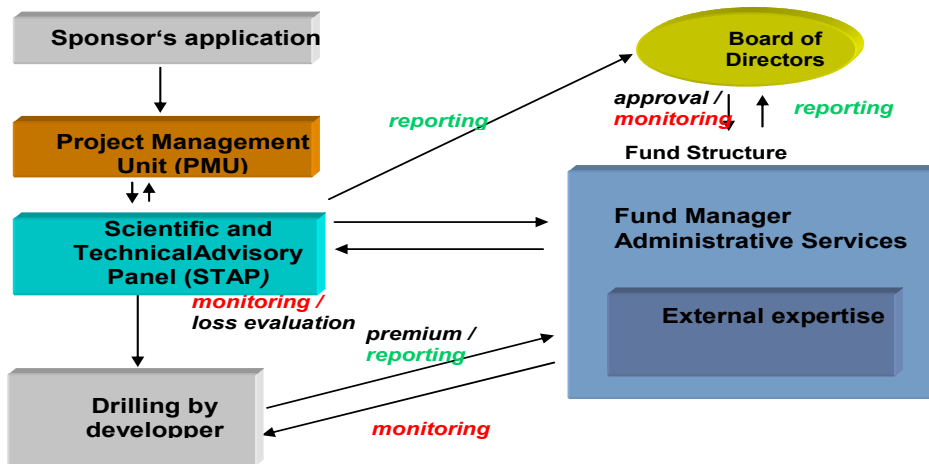 Sponsor‘s application
Board of
Directors
approval /
monitoring
reporting
reporting
Project Management
Unit (PMU)
Fund Structure
Scientific and
TechnicalAdvisory
Panel (STAP)
Fund Manager
Administrative Services
monitoring /
loss evaluation
External expertise
premium /
reporting
Drilling by
developper
monitoring